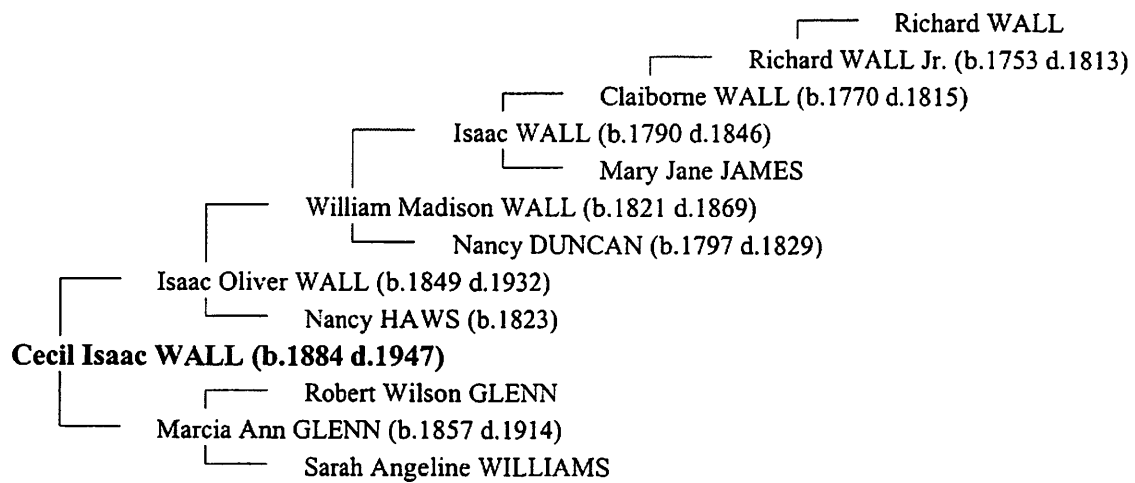 Richard WALL
Richard WALL Jr. (b.1753 d.1813)
Claiborne WALL (b.1770 d.1815)
Isaac WALL (b.1790 d.1846)
Mary Jane JAMES
William Madison WALL (b.1821 d.1869)
Nancy DUNCAN (b.1797 d.1829)
Isaac Oliver WALL (b.1849 d.1932)
Nancy HAWS (b.1823)
Cecil Isaac WALL (b.1884 d.1947)
Robert Wilson GLENN
Marcia Ann GLENN (b.1857 d.1914)
Sarah Angeline WILLIAMS